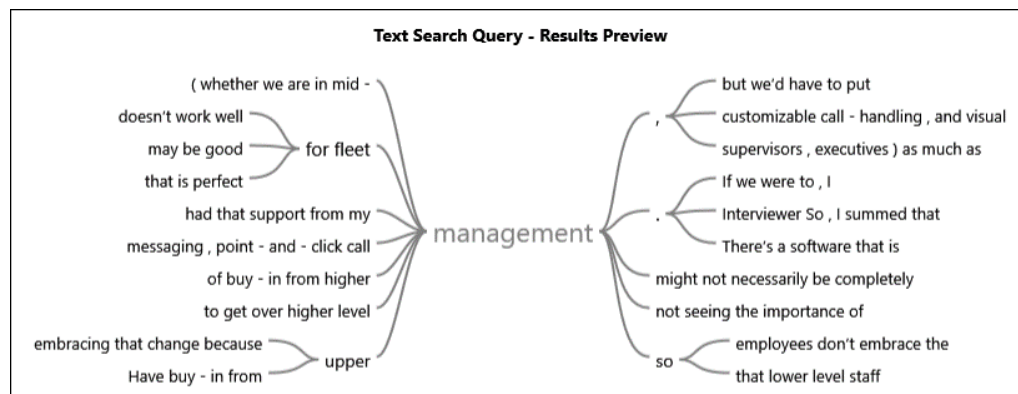 Text Search Query - Results Preview
( whether we are in mid -
doesn't work well
may be good
that is perfect
for fleet
had that support from my
messaging , point - and - click call
of buy - in from higher
to get over higher level
embracing that change because
Have buy - in from
upper
management
,
but we'd have to put
customizable call - handling , and visual
supervisors , executives ) as much as
.
If we were to , I
Interviewer So , I summed that
There's a software that is
might not necessarily be completely
not seeing the importance of
so
employees don't embrace the
that lower level staff